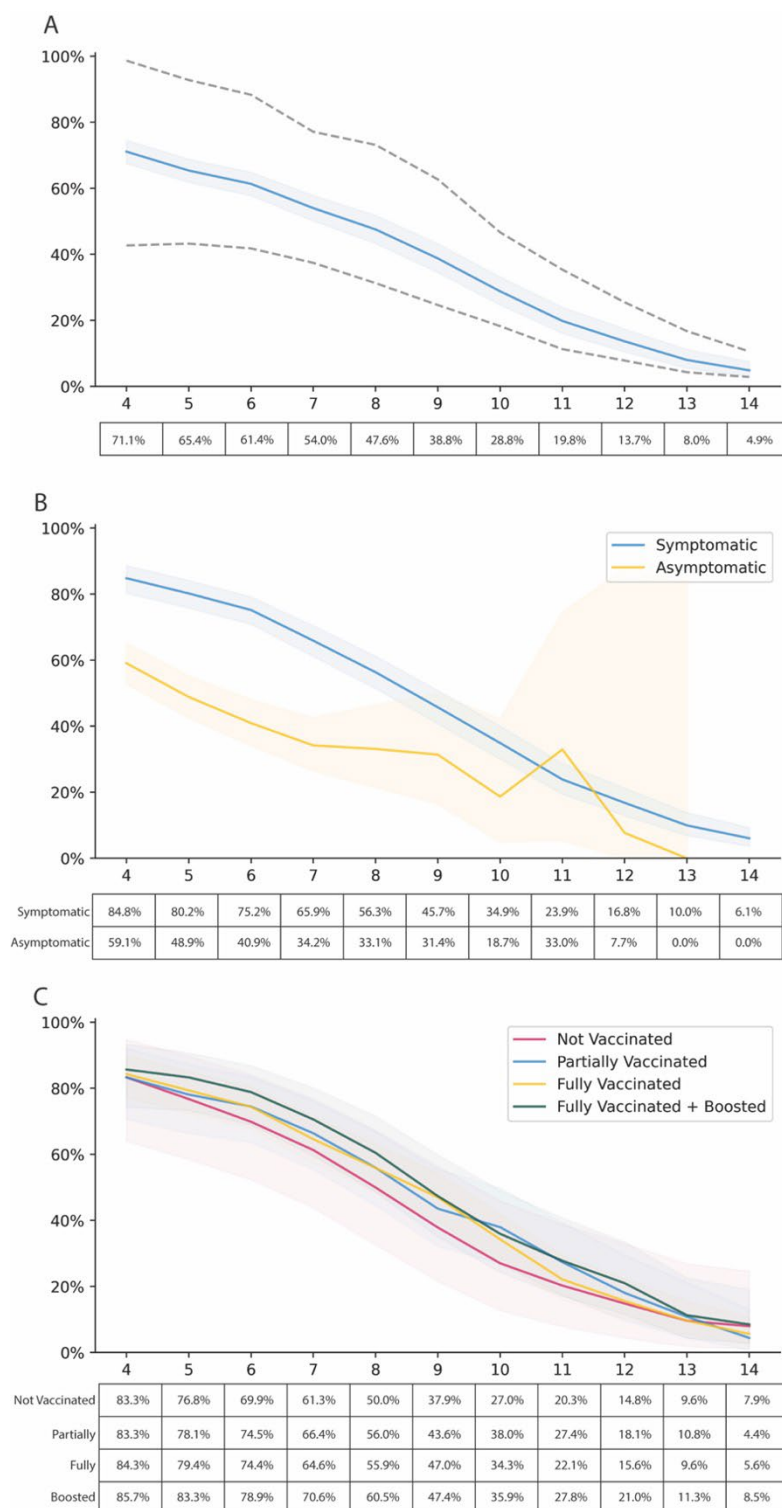 A
100%
80%
60%
40%
20%
0%
4 5 6 7 8 9 10 11 12 13 14
71.1% 65.4% 61.4% 54.0% 47.6% 38.8% 28.8% 19.8% 13.7% 8.0% 4.9%
B
100%
Symptomatic
80%
Asymptomatic
60%
40%
20%
0%
4 5 6 7 8 9 10 11 12 13 14
Symptomatic 84.8% 80.2% 75.2% 65.9% 56.3% 45.7% 34.9% 23.9% 16.8% 10.0% 6.1%
Asymptomatic 59.1% 48.9% 40.9% 34.2% 33.1% 31.4% 18.7% 33.0% 7.7% 0.0% 0.0%
C
100%
Not Vaccinated
Partially Vaccinated
80%
Fully Vaccinated
Fully Vaccinated + Boosted
60%
40%
20%
0%
4 5 6 7 8 9 10 11 12 13 14
Not Vaccinated 83.3% 76.8% 69.9% 61.3% 50.0% 37.9% 27.0% 20.3% 14.8% 9.6% 7.9%
Partially 83.3% 78.1% 74.5% 66.4% 56.0% 43.6% 38.0% 27.4% 18.1% 10.8% 4.4%
Fully 84.3% 79.4% 74.4% 64.6% 55.9% 47.0% 34.3% 22.1% 15.6% 9.6% 5.6%
Boosted 85.7% 83.3% 78.9% 70.6% 60.5% 47.4% 35.9% 27.8% 21.0% 11.3% 8.5%